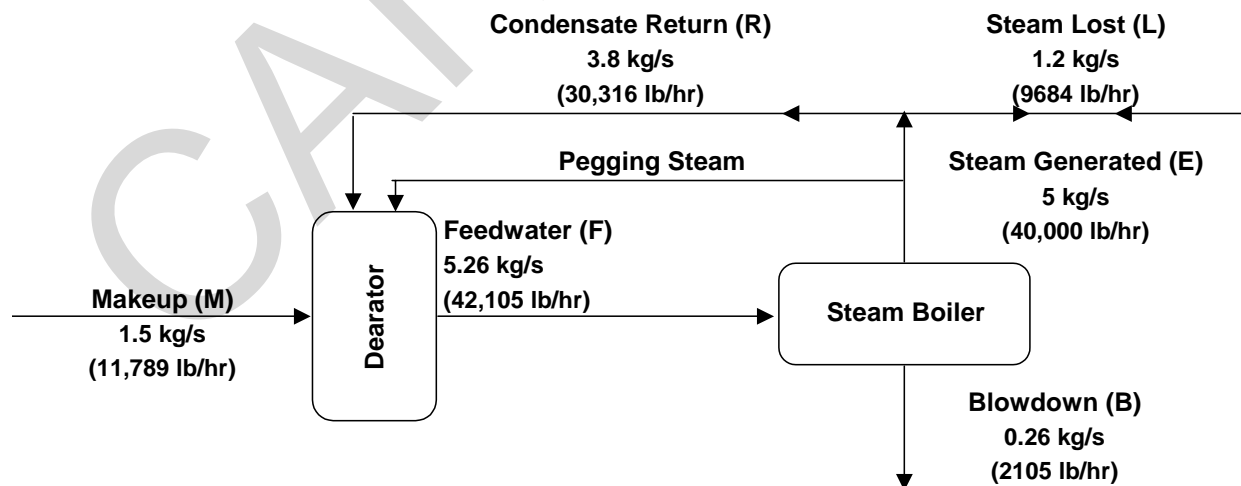 Condensate Return (R)
3.8 kg/s
(30,316 lb/hr)
Steam Lost (L)
1.2 kg/s
(9684 lb/hr)
Pegging Steam
Steam Generated (E)
5 kg/s
(40,000 lb/hr)
Feedwater (F)
5.26 kg/s
(42,105 lb/hr)
Dearator
Makeup (M)
1.5 kg/s
(11,789 lb/hr)
Steam Boiler
Blowdown (B)
0.26 kg/s
(2105 lb/hr)